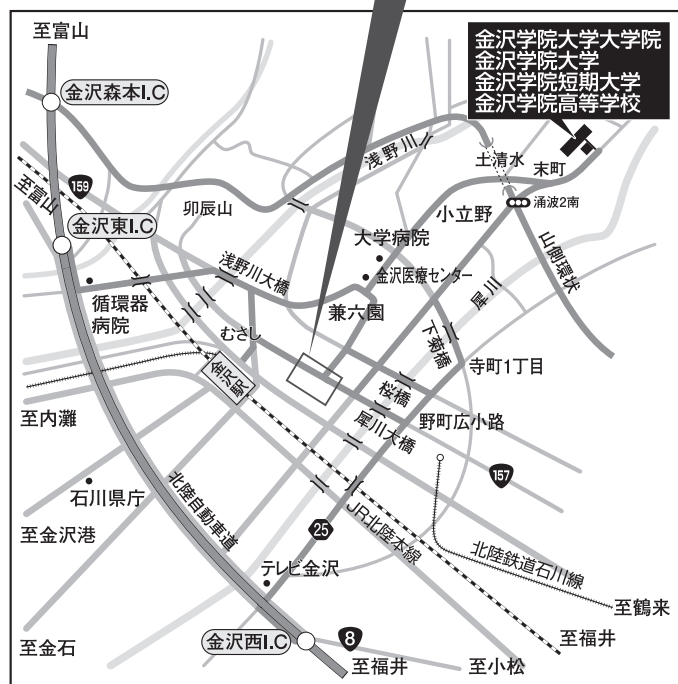 至富山
金沢学院大学大学院
金沢学院大学
金沢学院短期大学
金沢学院高等学校
金沢森本I.C
浅野川
土清水
末町
159
至富山
卯辰山
涌波2南
小立野
金沢東I.C
大学病院
山側環状
浅野川大橋
金沢医療センター
犀川
循環器
病院
兼六園
むさし
下菊橋
金沢駅
寺町1丁目
桜橋
至内灘
野町広小路
犀川大橋
157
石川県庁
北陸自動車道
至金沢港
25
JR北陸本線
北陸鉄道石川線
テレビ金沢
至鶴来
至金石
金沢西I.C
8
至福井
至福井
至小松